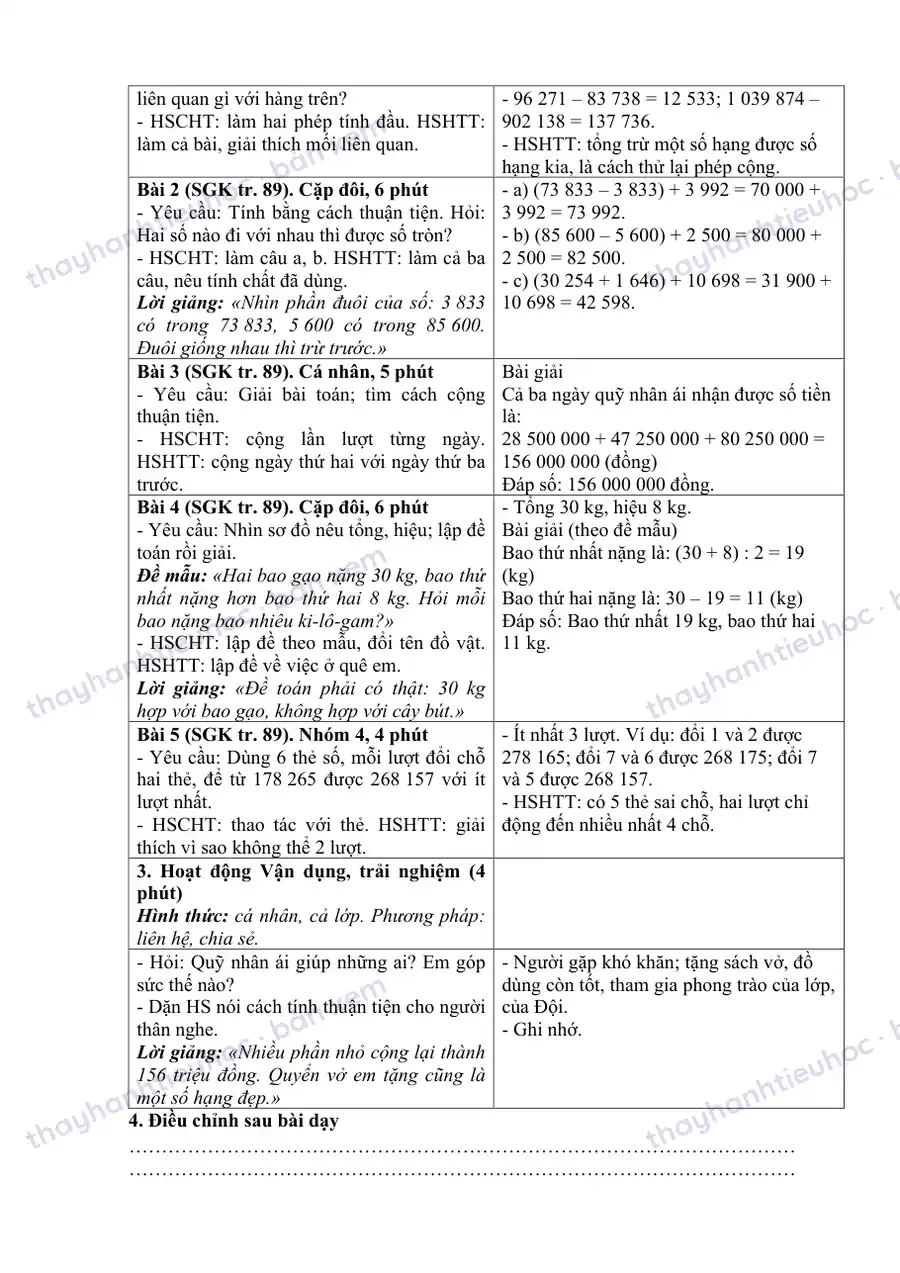 liên quan gì với hàng trên?
- HSCHT: làm hai phép tính đầu. HSHTT:
làm cả bài, giải thích mối liên quan.
- 96 271 – 83 738 = 12 533; 1 039 874 –
902 138 = 137 736.
- HSHTT: tổng trừ một số hạng được số
hạng kia, là cách thử lại phép cộng.
Bài 2 (SGK tr. 89). Cặp đôi, 6 phút
- Yêu cầu: Tính bằng cách thuận tiện. Hỏi:
Hai số nào đi với nhau thì được số tròn?
- HSCHT: làm câu a, b. HSHTT: làm cả ba
câu, nêu tính chất đã dùng.
Lời giảng: «Nhìn phần đuôi của số: 3 833
có trong 73 833, 5 600 có trong 85 600.
Đuôi giống nhau thì trừ trước.»
- a) (73 833 – 3 833) + 3 992 = 70 000 +
3 992 = 73 992.
- b) (85 600 – 5 600) + 2 500 = 80 000 +
2 500 = 82 500.
- c) (30 254 + 1 646) + 10 698 = 31 900 +
10 698 = 42 598.
Bài 3 (SGK tr. 89). Cá nhân, 5 phút
- Yêu cầu: Giải bài toán; tìm cách cộng
thuận tiện.
- HSCHT: cộng lần lượt từng ngày.
HSHTT: cộng ngày thứ hai với ngày thứ ba
trước.
Bài giải
Cả ba ngày quỹ nhân ái nhận được số tiền
là:
28 500 000 + 47 250 000 + 80 250 000 =
156 000 000 (đồng)
Đáp số: 156 000 000 đồng.
Bài 4 (SGK tr. 89). Cặp đôi, 6 phút
- Yêu cầu: Nhìn sơ đồ nêu tổng, hiệu; lập đề
toán rồi giải.
Đề mẫu: «Hai bao gạo nặng 30 kg, bao thứ
nhất nặng hơn bao thứ hai 8 kg. Hỏi mỗi
bao nặng bao nhiêu ki-lô-gam?»
- HSCHT: lập đề theo mẫu, đổi tên đồ vật.
HSHTT: lập đề về việc ở quê em.
Lời giảng: «Đề toán phải có thật: 30 kg
hợp với bao gạo, không hợp với cây bút.»
- Tổng 30 kg, hiệu 8 kg.
Bài giải (theo đề mẫu)
Bao thứ nhất nặng là: (30 + 8) : 2 = 19
(kg)
Bao thứ hai nặng là: 30 – 19 = 11 (kg)
Đáp số: Bao thứ nhất 19 kg, bao thứ hai
11 kg.
Bài 5 (SGK tr. 89). Nhóm 4, 4 phút
- Yêu cầu: Dùng 6 thẻ số, mỗi lượt đổi chỗ
hai thẻ, để từ 178 265 được 268 157 với ít
lượt nhất.
- HSCHT: thao tác với thẻ. HSHTT: giải
thích vì sao không thể 2 lượt.
- Ít nhất 3 lượt. Ví dụ: đổi 1 và 2 được
278 165; đổi 7 và 6 được 268 175; đổi 7
và 5 được 268 157.
- HSHTT: có 5 thẻ sai chỗ, hai lượt chỉ
động đến nhiều nhất 4 chỗ.
3. Hoạt động Vận dụng, trải nghiệm (4
phút)
Hình thức: cá nhân, cả lớp. Phương pháp:
liên hệ, chia sẻ.
- Hỏi: Quỹ nhân ái giúp những ai? Em góp
sức thế nào?
- Dặn HS nói cách tính thuận tiện cho người
thân nghe.
Lời giảng: «Nhiều phần nhỏ cộng lại thành
156 triệu đồng. Quyển vở em tặng cũng là
một số hạng đẹp.»
- Người gặp khó khăn; tặng sách vở, đồ
dùng còn tốt, tham gia phong trào của lớp,
của Đội.
- Ghi nhớ.
4. Điều chỉnh sau bài dạy
thayhanhtieuhoc · bản xem
thayhanhtieuhoc · b
thayhanhtieuhoc · bản xem
thayhanhtieuhoc · b
thayhanhtieuhoc · bản xem
thayhanhtieuhoc · b